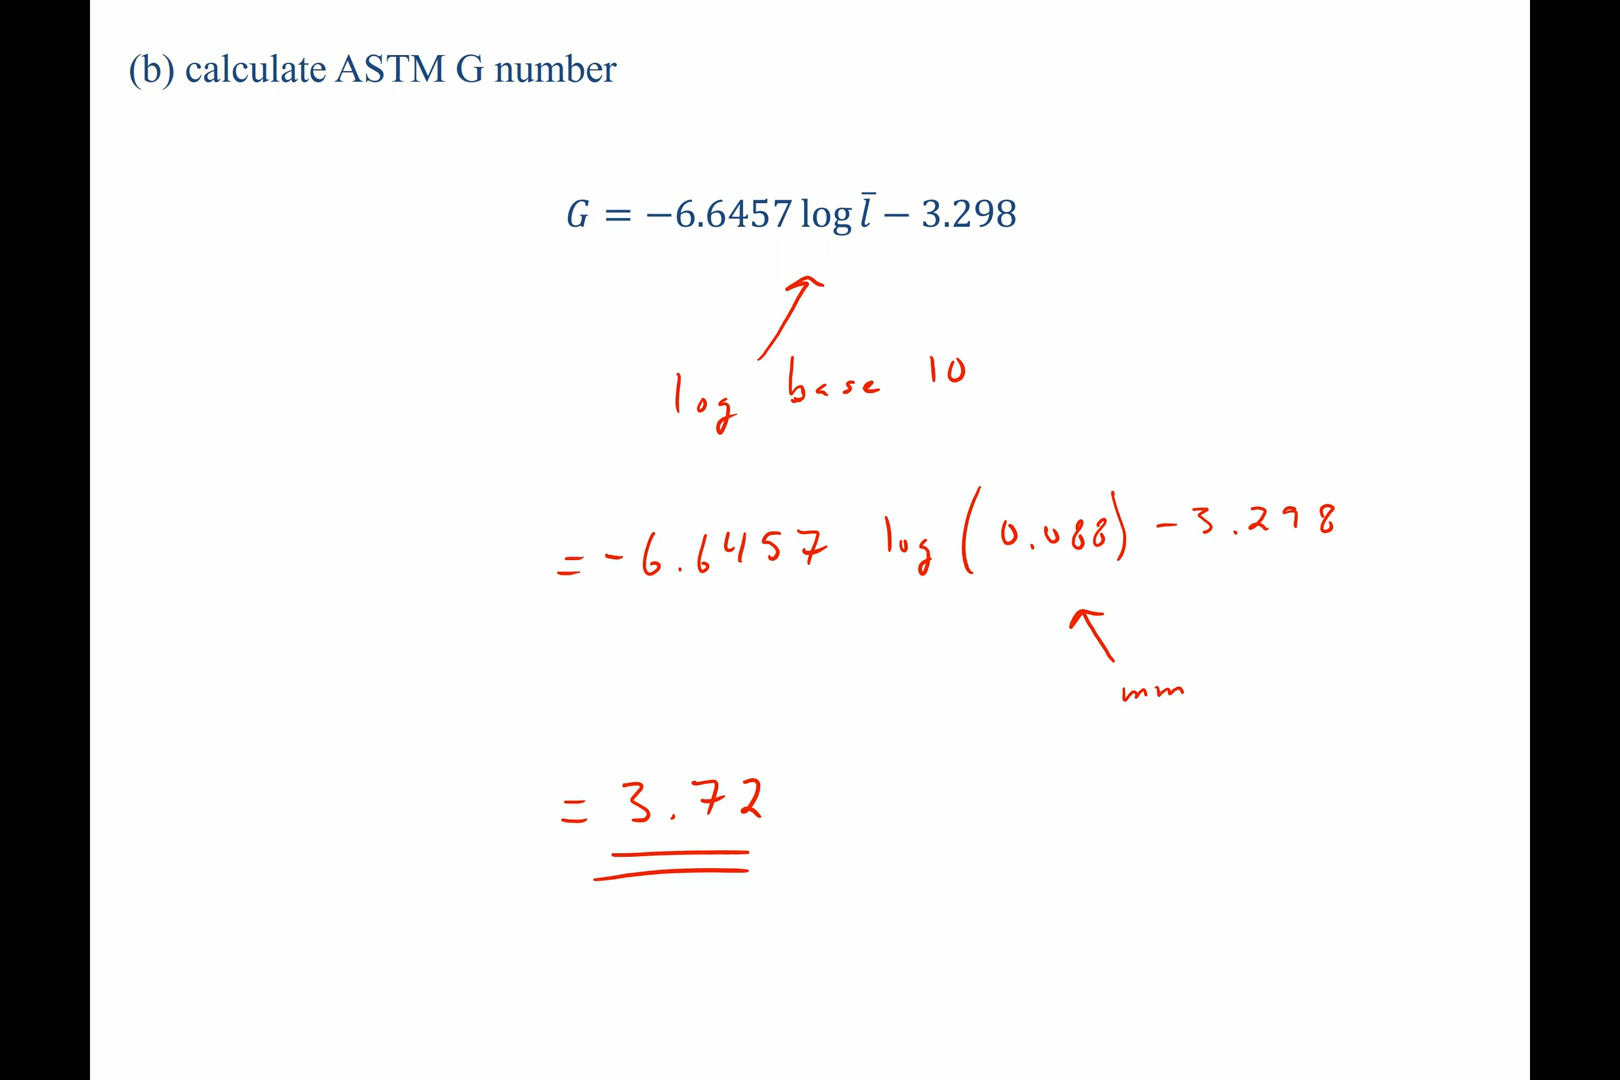 (b) calculate ASTM G number
G = −6.6457 log l̄ − 3.298
log base 10
= -6.6457 log (0.088) - 3.298
mm
= 3.72